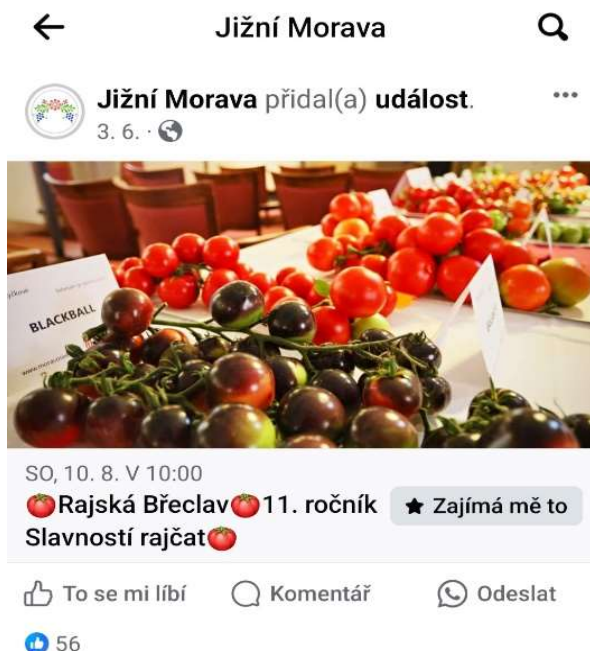 Jižní Morava
Jižní Morava přidal(a) událost.
3. 6. ·
BLACKBALL
SO, 10. 8. V 10:00
🍅Rajská Břeclav🍅11. ročník
Slavností rajčat🍅
★ Zajímá mě to
To se mi líbí
Komentář
Odeslat
56